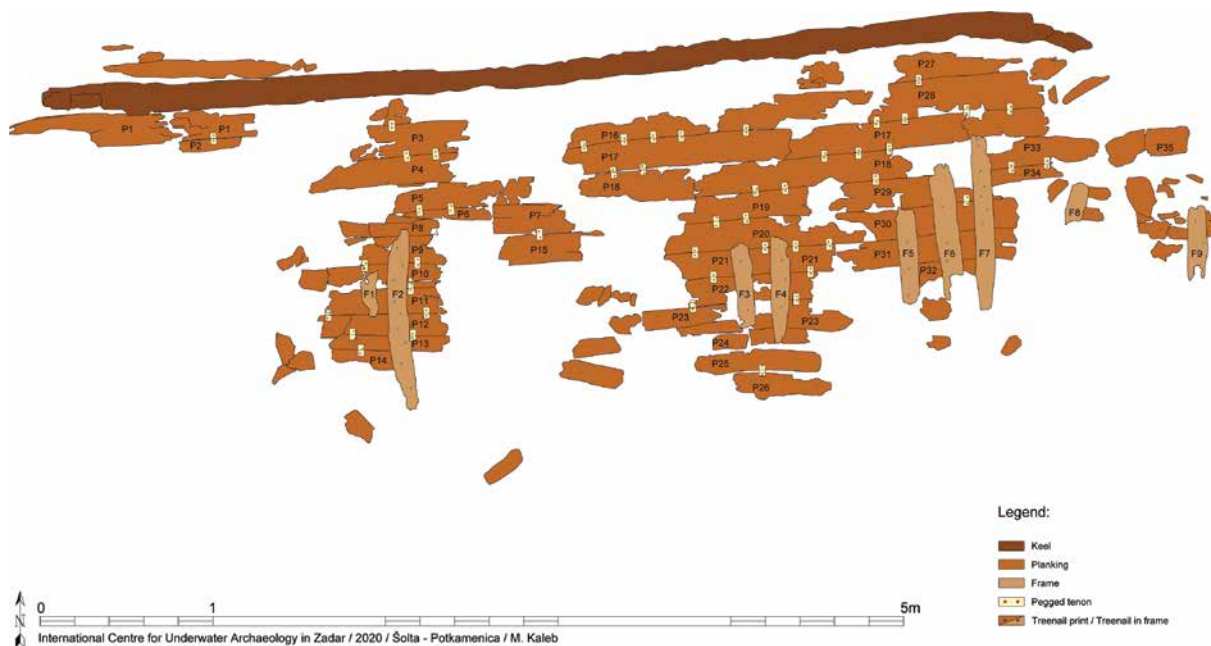 P27
P28
P1
P1
P2
P3
P4
P16
P17
P18
P17
P18
P33
P34
P35
P5
P6
P7
P8
P15
P19
P20
P29
P30
P31
P32
P9
P10
P11
P12
P13
P14
F1
F2
P21
P21
P22
P23
P23
P24
P25
P26
F3
F4
F5
F6
F7
F8
F9
Legend:
Keel
Planking
Frame
Pegged tenon
Treenail print / Treenail in frame
N
0 1 5m
International Centre for Underwater Archaeology in Zadar / 2020 / Šolta - Potkamenica / M. Kaleb